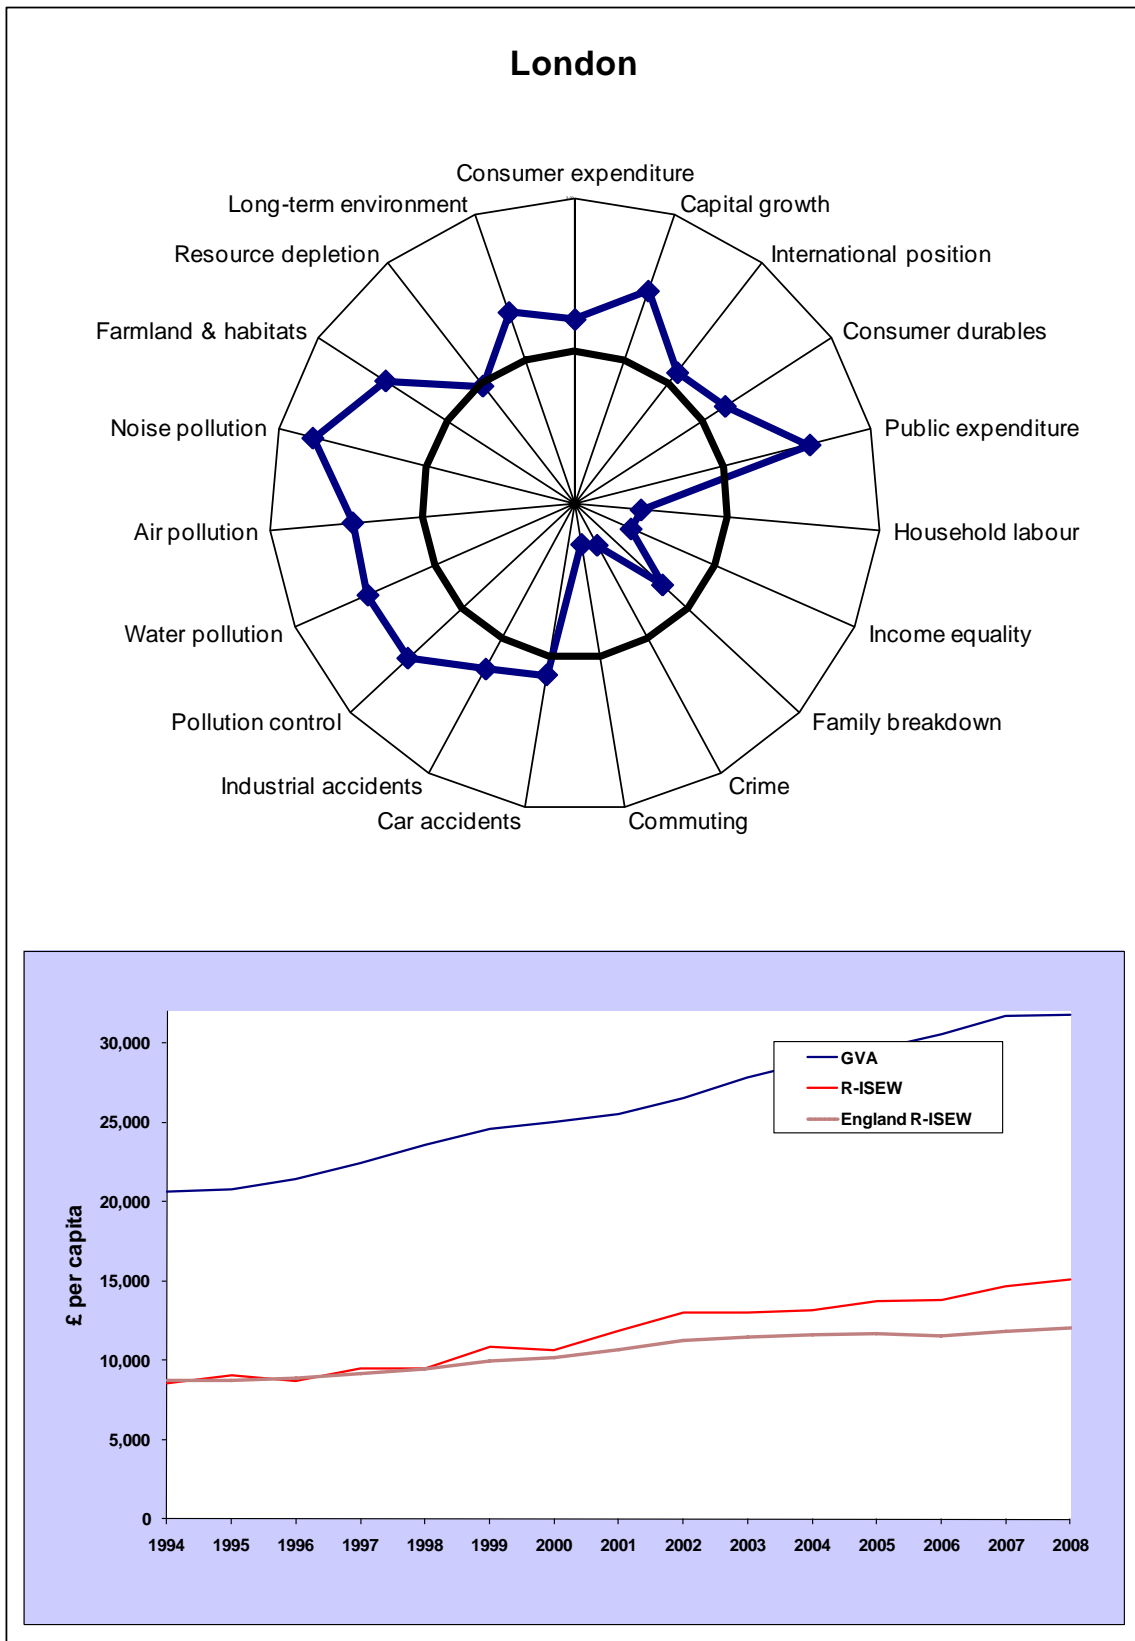 London
Consumer expenditure
Long-term environment
Capital growth
Resource depletion
International position
Farmland & habitats
Consumer durables
Noise pollution
Public expenditure
Air pollution
Household labour
Water pollution
Income equality
Pollution control
Family breakdown
Industrial accidents
Crime
Car accidents
Commuting
30,000
25,000
20,000
15,000
10,000
5,000
0
£ per capita
GVA
R-ISEW
England R-ISEW
1994 1995 1996 1997 1998 1999 2000 2001 2002 2003 2004 2005 2006 2007 2008